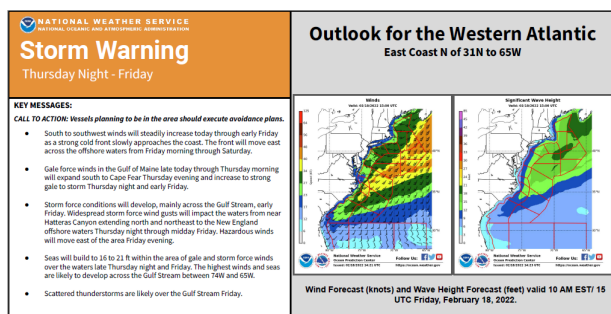 NATIONAL WEATHER SERVICE
NATIONAL OCEANIC AND ATMOSPHERIC ADMINISTRATION
Storm Warning
Thursday Night - Friday
KEY MESSAGES:
CALL TO ACTION: Vessels planning to be in the area should execute avoidance plans.
● South to southwest winds will steadily increase today through early Friday
as a strong cold front slowly approaches the coast. The front will move east
across the offshore waters from Friday morning through Saturday.
● Gale force winds in the Gulf of Maine late today through Thursday morning
will expand south to Cape Fear Thursday evening and increase to strong
gale to storm Thursday night and early Friday.
● Storm force conditions will develop, mainly across the Gulf Stream, early
Friday. Widespread storm force wind gusts will impact the waters from near
Hatteras Canyon extending north and northeast to the New England
offshore waters Thursday night through midday Friday. Hazardous winds
will move east of the area Friday evening.
● Seas will build to 16 to 21 ft within the area of gale and storm force winds
over the waters late Thursday night and Friday. The highest winds and seas
are likely to develop across the Gulf Stream between 74W and 65W.
● Scattered thunderstorms are likely over the Gulf Stream Friday.
Outlook for the Western Atlantic
East Coast N of 31N to 65W
Winds
Significant Wave Height
National Weather Service
Ocean Prediction Center
Follow Us:
National Weather Service
Ocean Prediction Center
Follow Us:
Wind Forecast (knots) and Wave Height Forecast (feet) valid 10 AM EST/ 15
UTC Friday, February 18, 2022.